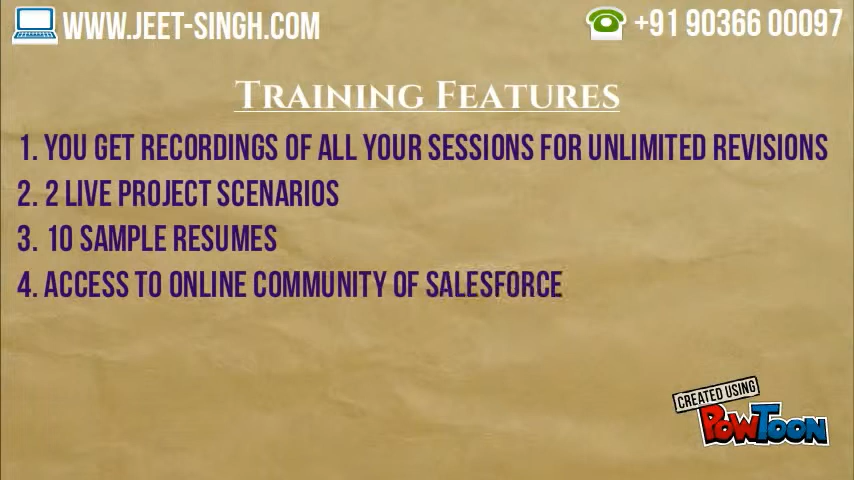 WWW.JEET-SINGH.COM
+91 90366 00097
TRAINING FEATURES
1. YOU GET RECORDINGS OF ALL YOUR SESSIONS FOR UNLIMITED REVISIONS
2. 2 LIVE PROJECT SCENARIOS
3. 10 SAMPLE RESUMES
4. ACCESS TO ONLINE COMMUNITY OF SALESFORCE
CREATED USING
POWTOON